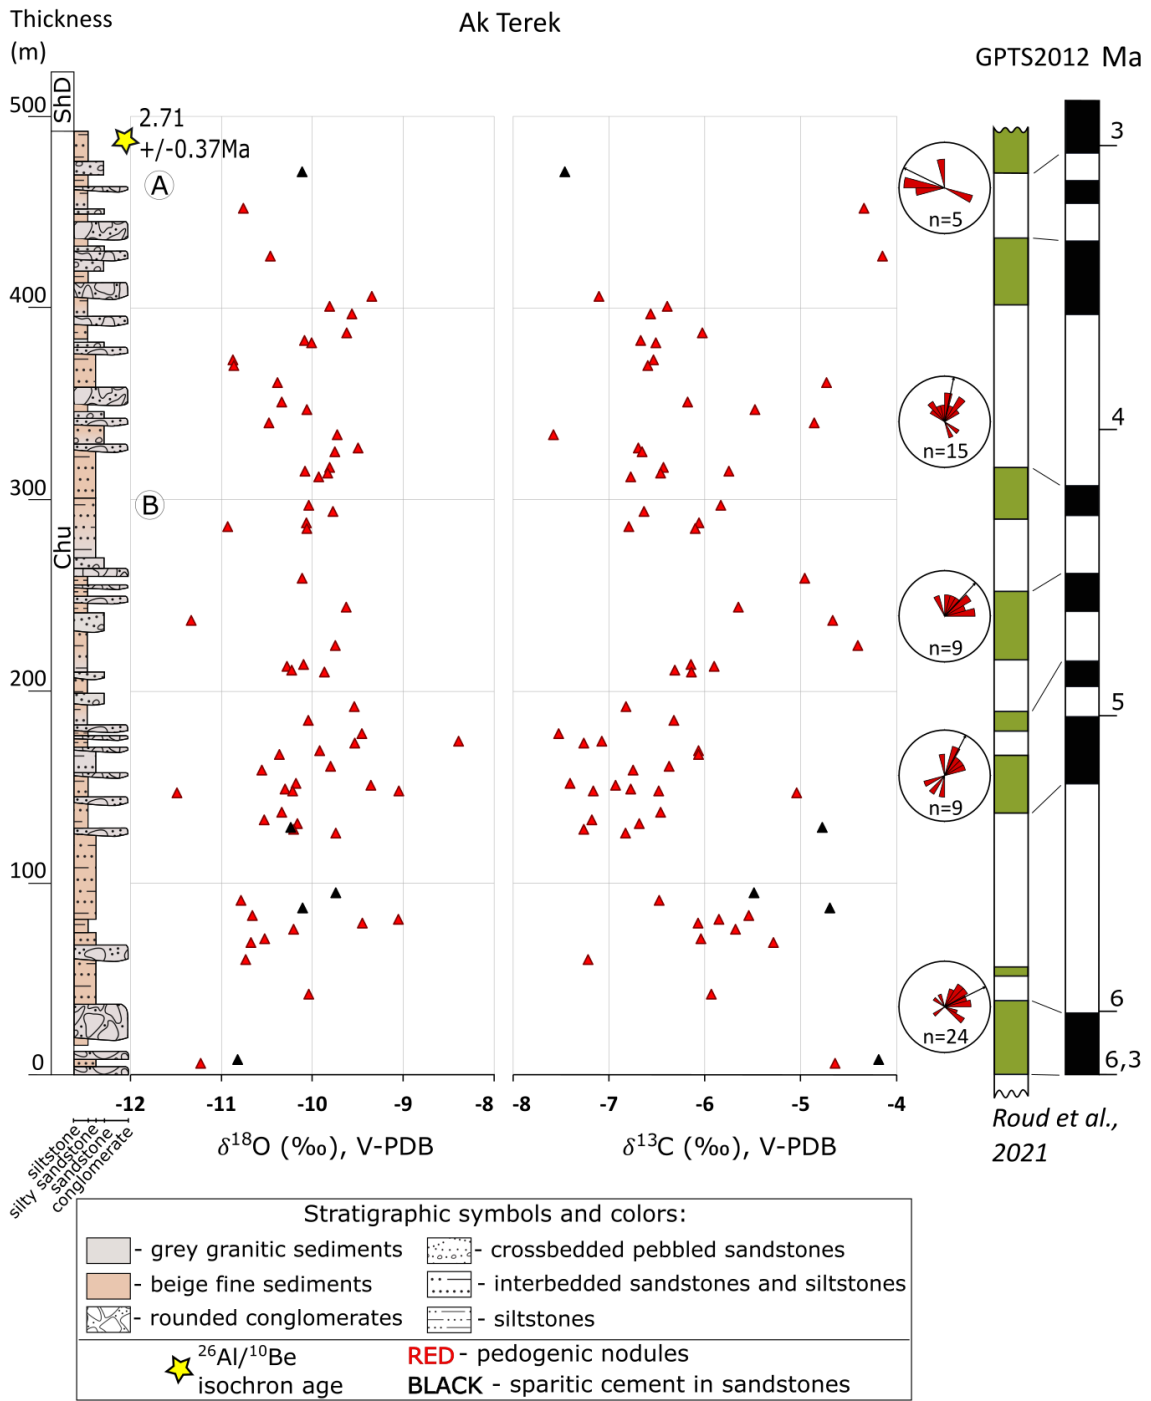 Thickness
(m)
Ak Terek
GPTS2012 Ma
ShD
Chu
500
400
300
200
100
0
2.71
+/-0.37Ma
A
B
n=5
n=15
n=9
n=9
n=24
3
4
5
6
6,3
-12 -11 -10 -9 -8
-8 -7 -6 -5 -4
δ¹⁸O (‰), V-PDB
δ¹³C (‰), V-PDB
Roud et al.,
2021
siltstone
silty sandstone
sandstone
conglomerate
Stratigraphic symbols and colors:
- grey granitic sediments
- crossbedded pebbled sandstones
- beige fine sediments
- interbedded sandstones and siltstones
- rounded conglomerates
- siltstones
²⁶Al/¹⁰Be
isochron age
RED - pedogenic nodules
BLACK - sparitic cement in sandstones